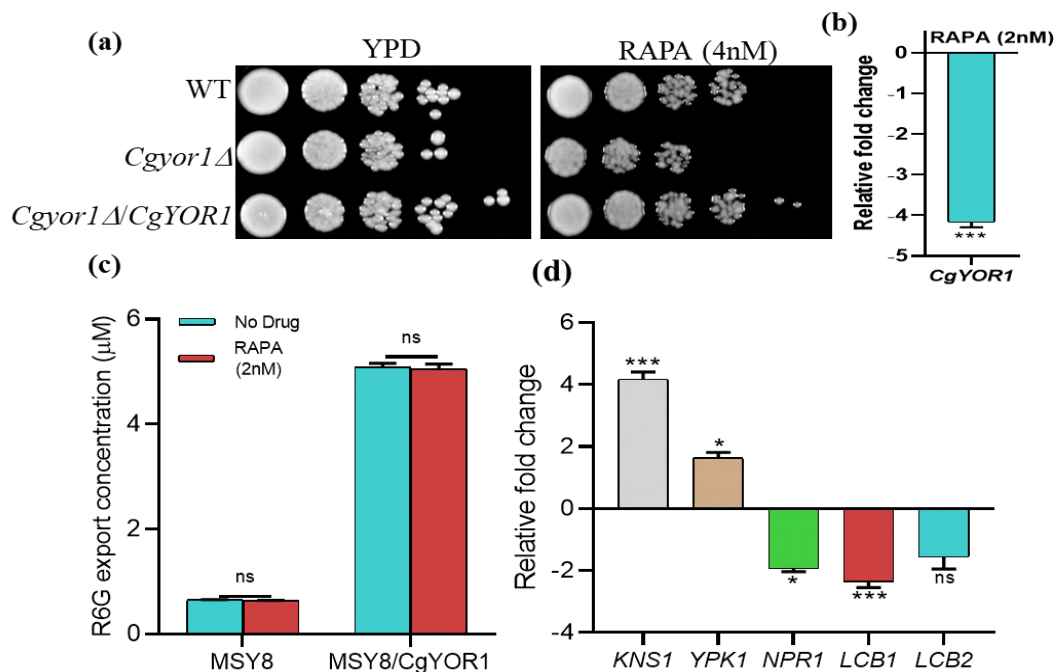 (a)
YPD
RAPA (4nM)
WT
Cgyor1Δ
Cgyor1Δ/CgYOR1
(b)
RAPA (2nM)
Relative fold change
0
-1
-2
-3
-4
-5
***
CgYOR1
(c)
R6G export concentration (μM)
6
4
2
0
No Drug
RAPA
(2nM)
ns
ns
MSY8
MSY8/CgYOR1
(d)
Relative fold change
6
4
2
0
-2
-4
***
*
*
***
ns
KNS1
YPK1
NPR1
LCB1
LCB2